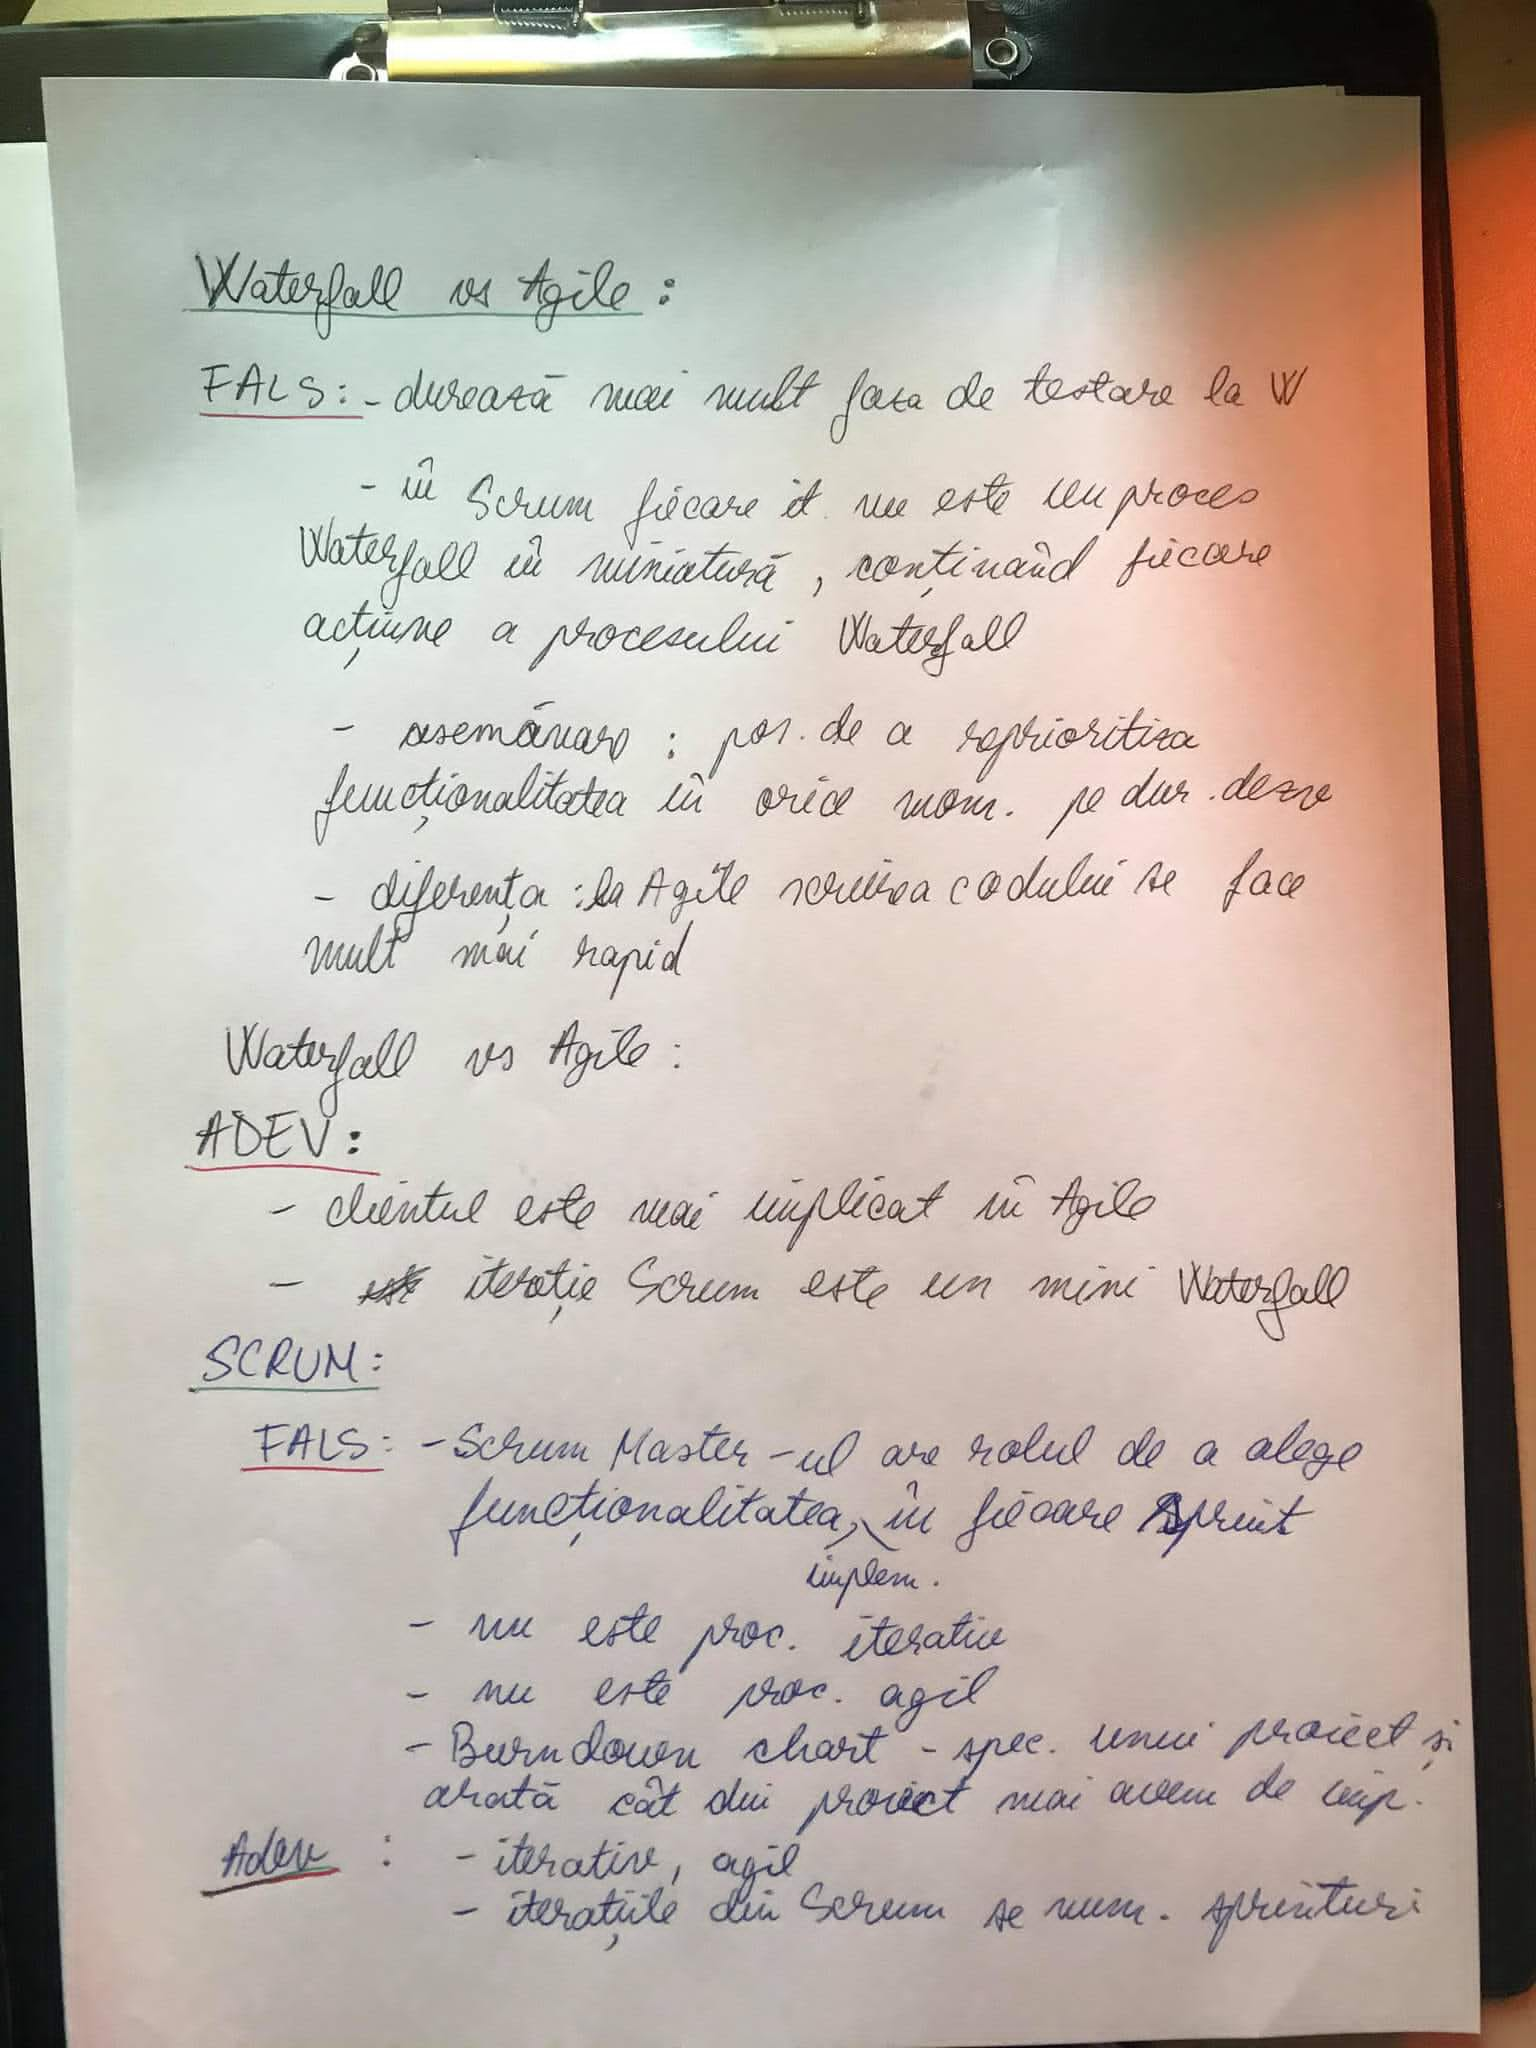 Waterfall vs Agile :
FALS : - durează mai mult faza de testare la W
- în Scrum fiecare it. nu este un proces
Waterfall în miniatură, conținând fiecare
acțiune a procesului Waterfall
- asemănare : pos. de a reprioritiza
funcționalitatea în orice mom. pe dur. dezv
- diferența : la Agile scrierea codului se face
mult mai rapid
Waterfall vs Agile :
ADEV :
- clientul este mai implicat în Agile
- iterație Scrum este un mini Waterfall
SCRUM :
FALS : - Scrum Master-ul are rolul de a alege
funcționalitatea, în fiecare Sprint
implem.
- nu este proc. iterativ
- nu este proc. agil
- Burndown chart - spec. unui proiect și
arată cât din proiect mai avem de imp.
Adev : - iterativ, agil
- iterațiile din Scrum se num. sprinturi